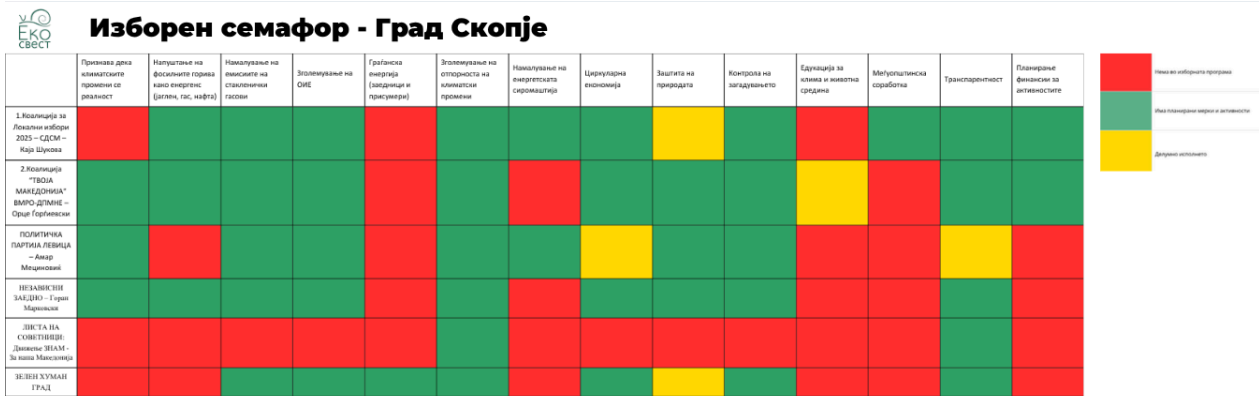 ЕКО
СВЕСТ
Изборен семафор - Град Скопје
Признава дека
климатските
промени се
реалност
Напуштање на
фосилните горива
како енергенс
(јаглен, гас, нафта)
Намалување на
емисиите на
стакленички
гасови
Зголемување на
ОИЕ
Граѓанска
енергија
(заедници и
присумери)
Зголемување на
отпорноста на
климатски
промени
Намалување на
енергетската
сиромаштија
Циркуларна
економија
Заштита на
природата
Контрола на
загадувањето
Едукација за
клима и животна
средина
Меѓуопштинска
соработка
Транспарентност
Планирање
финансии за
активностите
1.Коалиција за
Локални избори
2025 – СДСМ –
Каја Шукова
2.Коалиција
"ТВОЈА
МАКЕДОНИЈА"
ВМРО-ДПМНЕ –
Орце Ѓорѓиевски
ПОЛИТИЧКА
ПАРТИЈА ЛЕВИЦА
– Амар
Мециновиќ
НЕЗАВИСНИ
ЗАЕДНО – Горан
Марковски
ЛИСТА НА
СОВЕТНИЦИ:
Движење ЗНАМ -
За наша Македонија
ЗЕЛЕН ХУМАН
ГРАД
Нема во изборната програма
Има планирани мерки и активности
Делумно исполнето